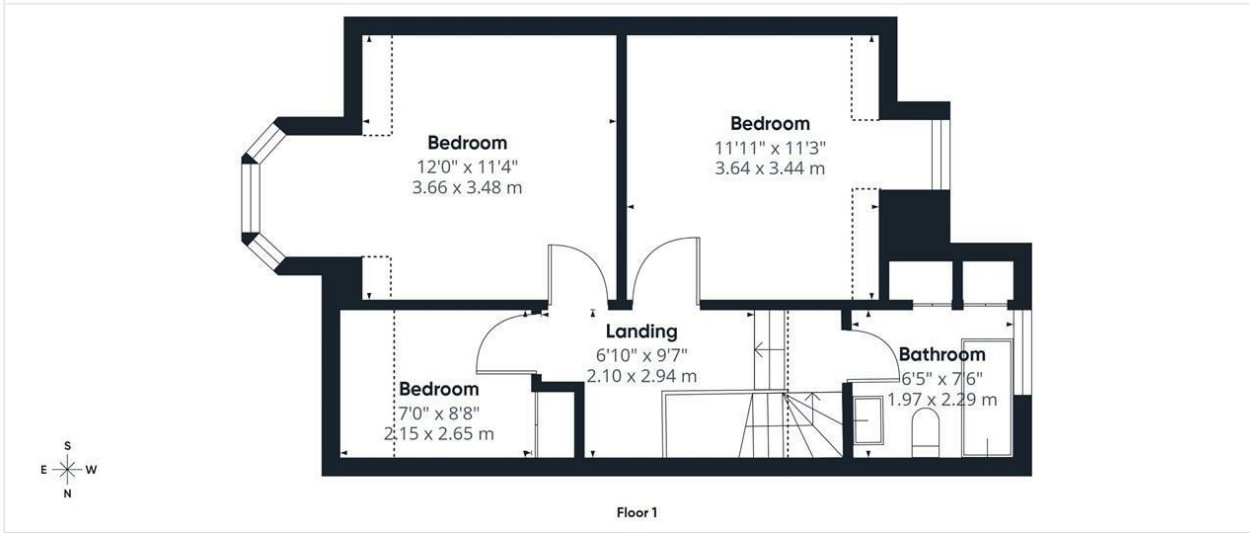 Bedroom
12'0" x 11'4"
3.66 x 3.48 m
Bedroom
11'11" x 11'3"
3.64 x 3.44 m
Landing
6'10" x 9'7"
2.10 x 2.94 m
Bathroom
6'5" x 7'6"
1.97 x 2.29 m
Bedroom
7'0" x 8'8"
2.15 x 2.65 m
S
E W
N
Floor 1